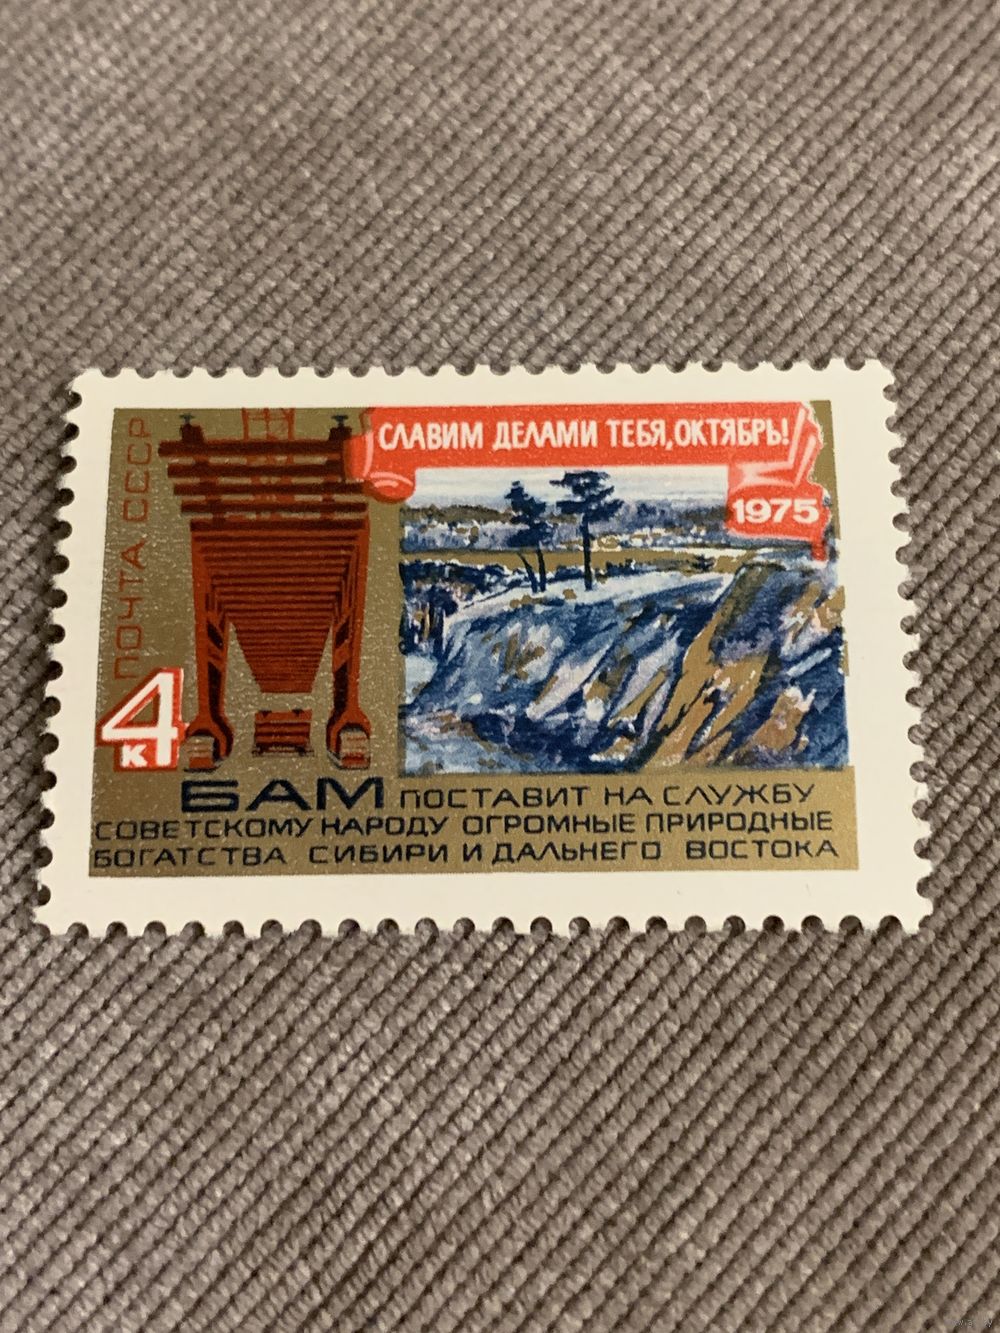 ПОЧТА СССР
СЛАВИМ ДЕЛАМИ ТЕБЯ, ОКТЯБРЬ!
1975
4
К
БАМ ПОСТАВИТ НА СЛУЖБУ
СОВЕТСКОМУ НАРОДУ ОГРОМНЫЕ ПРИРОДНЫЕ
БОГАТСТВА СИБИРИ И ДАЛЬНЕГО ВОСТОКА